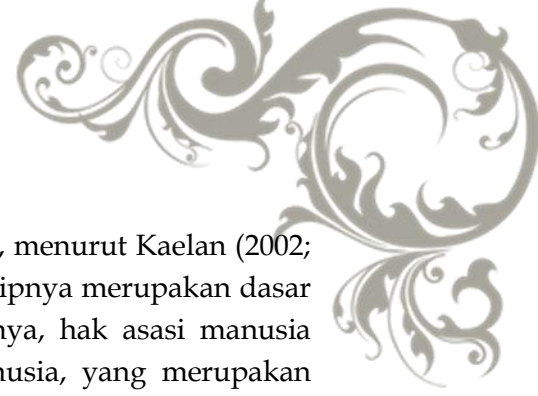 , menurut Kaelan (2002;
ipnya merupakan dasar
nya, hak asasi manusia
nusia, yang merupakan